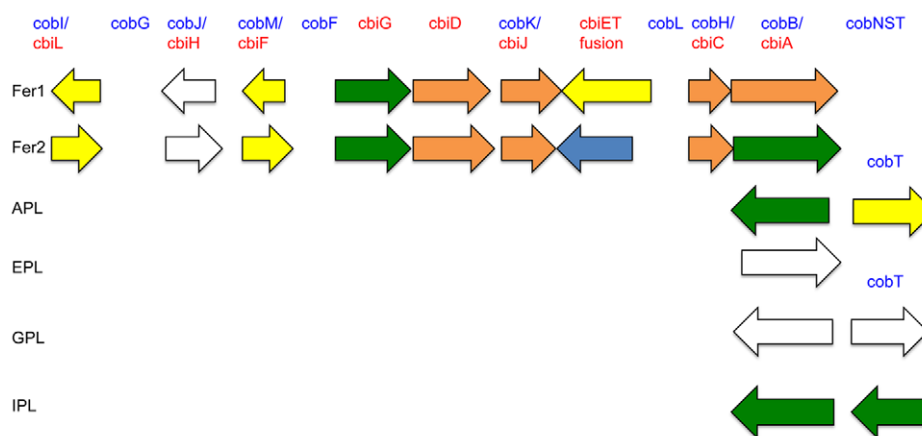 cobI/ cobG cobJ/ cobM/ cobF cbiG cbiD cobK/ cbiET cobL cobH/ cobB/ cobNST
cbiL cbiH cbiF cbiJ fusion cbiC cbiA
Fer1
Fer2
cobT
APL
EPL
cobT
GPL
IPL